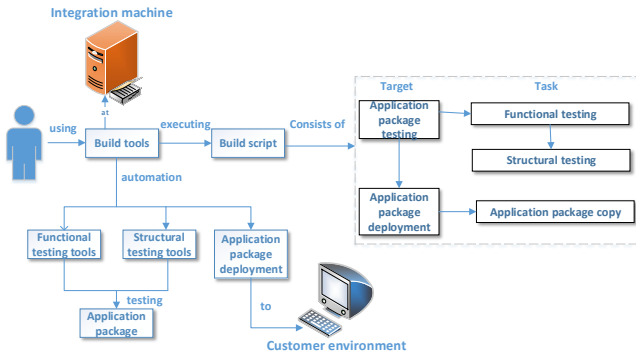 Integration machine
Target
Task
Application
package
testing
Functional testing
Structural testing
at
using
executing
Consists of
Build tools
Build script
automation
Application
package
deployment
Application package copy
Functional
testing tools
Structural
testing tools
Application
package
deployment
testing
to
Application
package
Customer environment